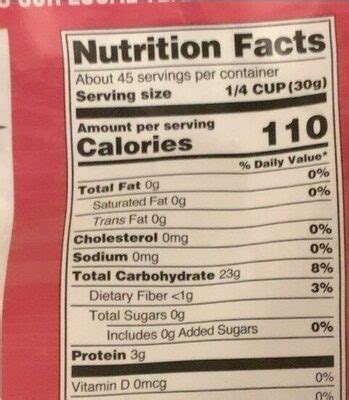 Nutrition Facts
About 45 servings per container
Serving size 1/4 CUP (30g)
Amount per serving
Calories 110
% Daily Value*
Total Fat 0g 0%
Saturated Fat 0g 0%
Trans Fat 0g
Cholesterol 0mg 0%
Sodium 0mg 0%
Total Carbohydrate 23g 8%
Dietary Fiber <1g 3%
Total Sugars 0g
Includes 0g Added Sugars 0%
Protein 3g
Vitamin D 0mcg 0%
0%